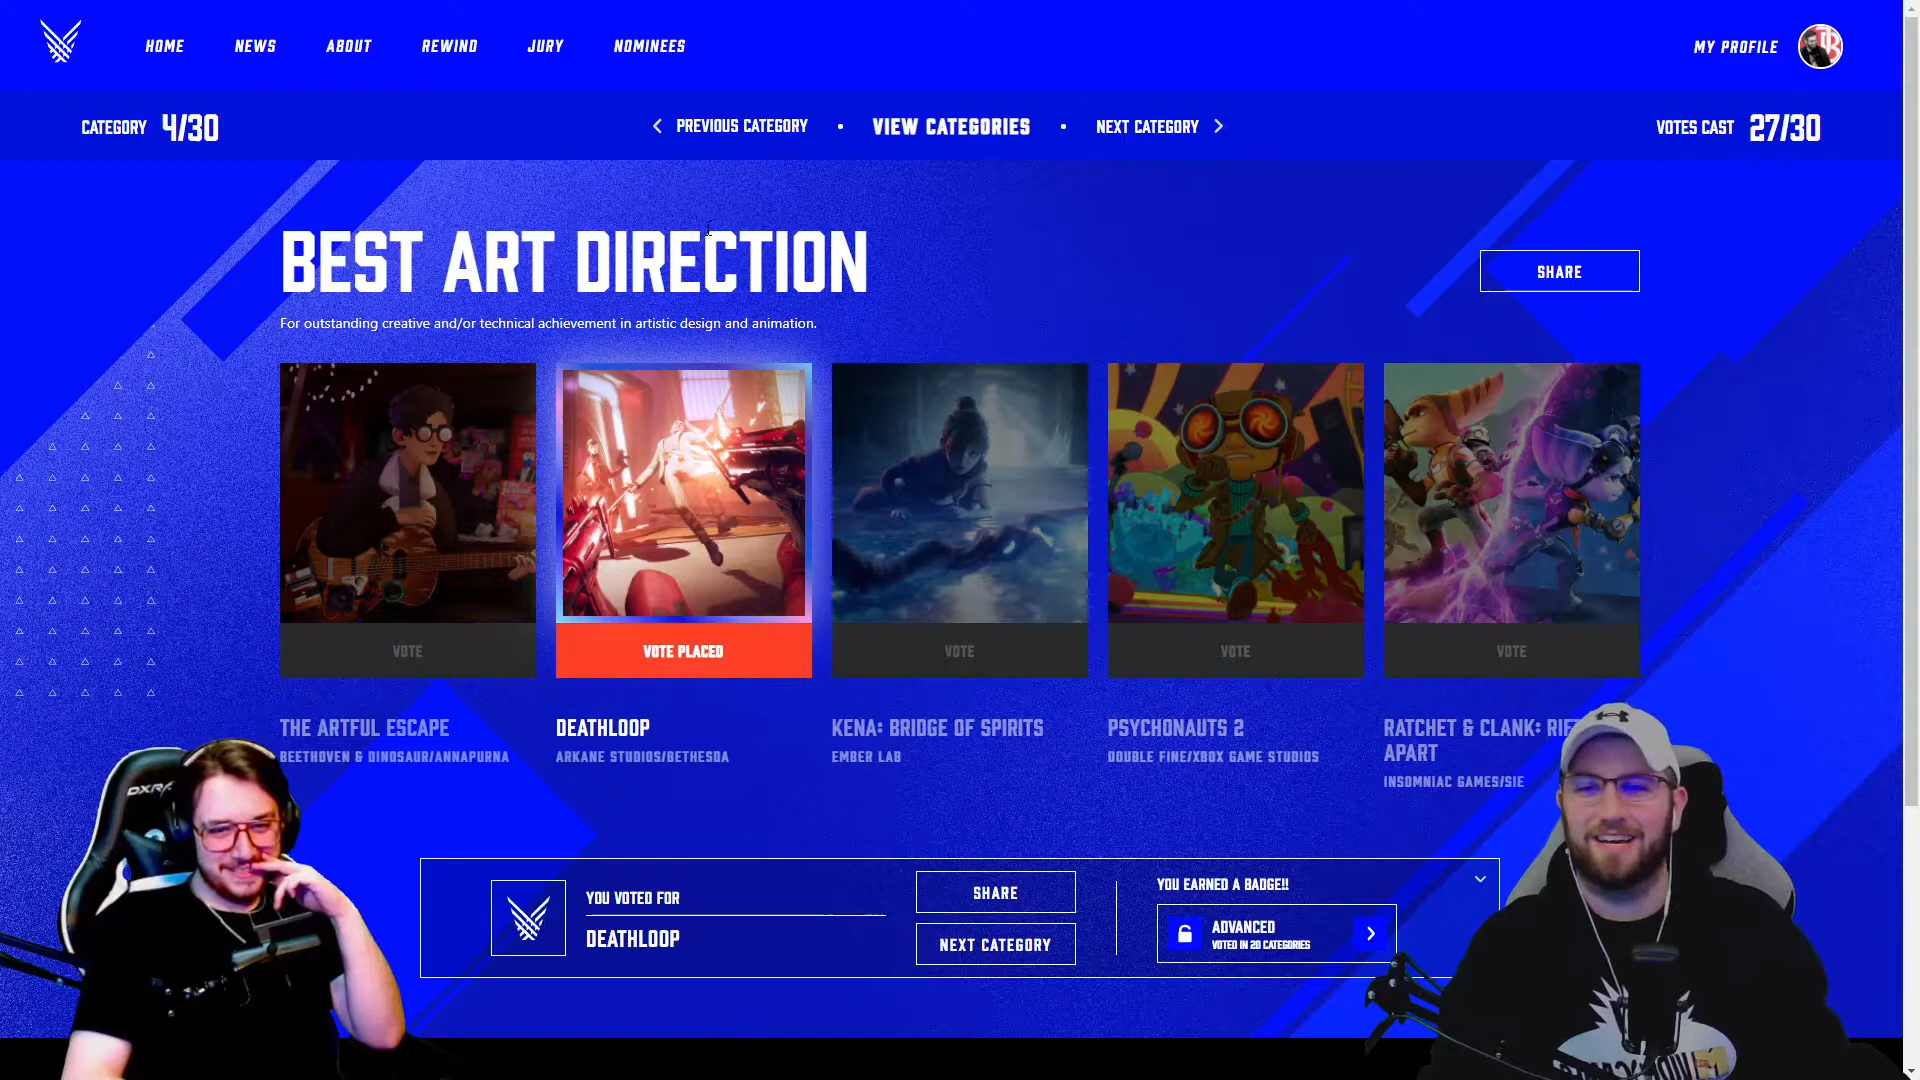 HOME NEWS ABOUT REWIND JURY NOMINEES MY PROFILE
CATEGORY 4/30 PREVIOUS CATEGORY • VIEW CATEGORIES • NEXT CATEGORY VOTES CAST 27/30
BEST ART DIRECTION
SHARE
For outstanding creative and/or technical achievement in artistic design and animation.
VOTE VOTE PLACED VOTE VOTE VOTE
THE ARTFUL ESCAPE
BEETHOVEN & DINOSAUR/ANNAPURNA
DEATHLOOP
ARKANE STUDIOS/BETHESDA
KENA: BRIDGE OF SPIRITS
EMBER LAB
PSYCHONAUTS 2
DOUBLE FINE/XBOX GAME STUDIOS
RATCHET & CLANK:
APART
INSOMNIAC GAMES/SIE
YOU VOTED FOR
DEATHLOOP
SHARE
NEXT CATEGORY
YOU EARNED A BADGE!!
ADVANCED
VOTED IN 20 CATEGORIES